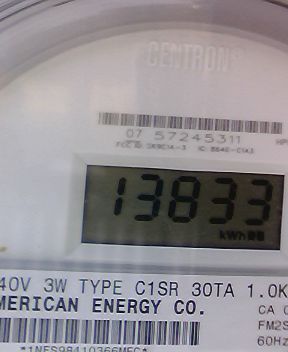 CENTRON®
07 57245311
13833
kWh
40V 3W TYPE C1SR 30TA 1.0K
MERICAN ENERGY CO.
CA
FM2S
60Hz